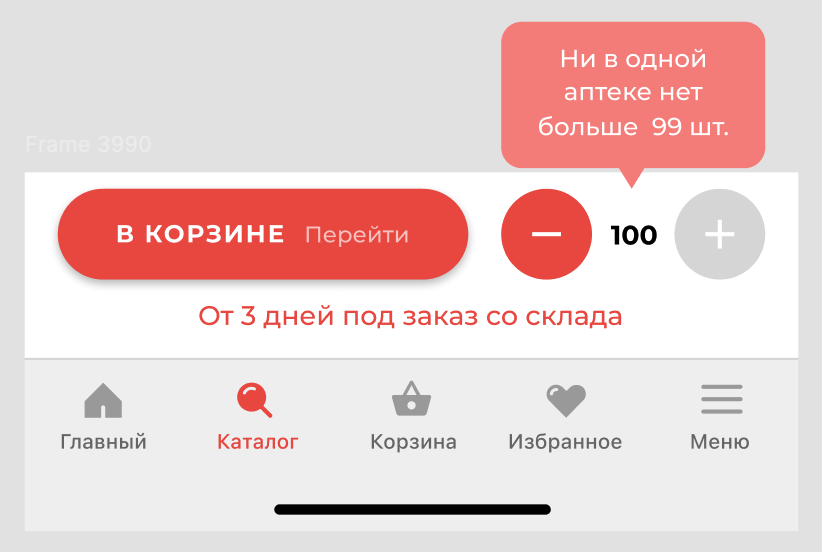 Ни в одной
аптеке нет
больше 99 шт.
Frame 3990
В КОРЗИНЕ Перейти
100
От 3 дней под заказ со склада
Главный
Каталог
Корзина
Избранное
Меню